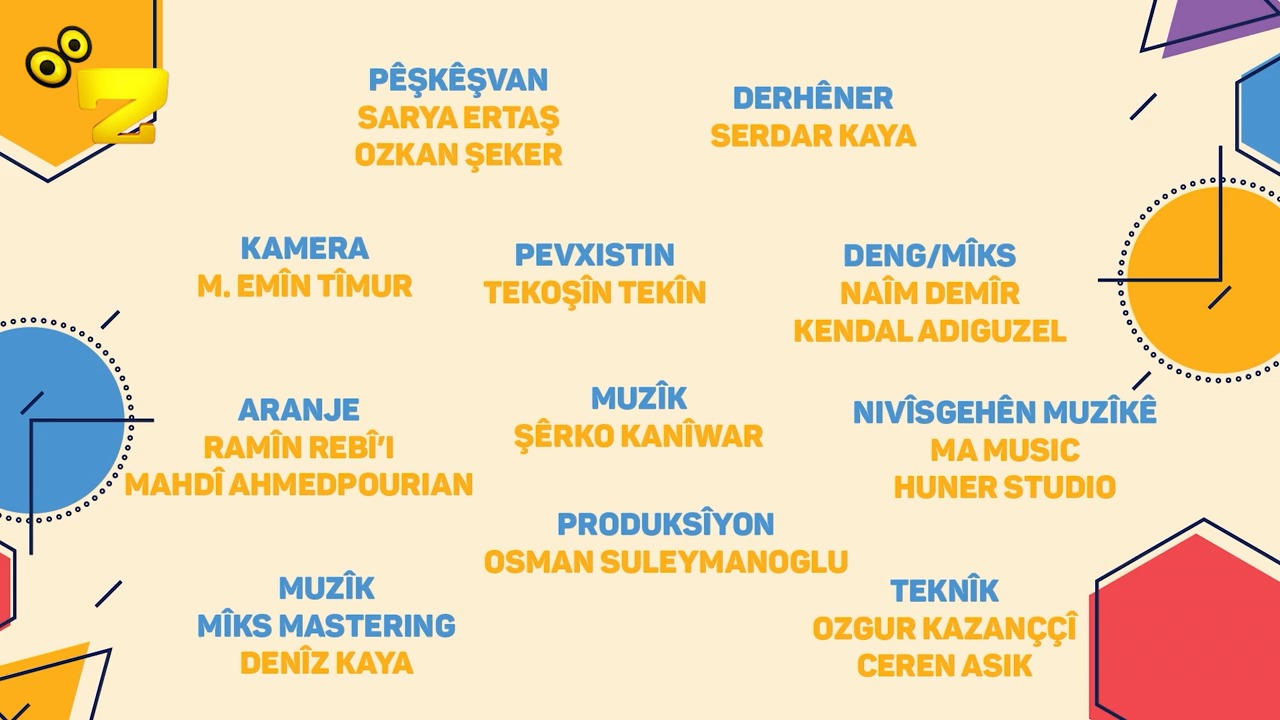 Z
PÊŞKÊŞVAN
SARYA ERTAŞ
OZKAN ŞEKER
DERHÊNER
SERDAR KAYA
KAMERA
M. EMÎN TÎMUR
PEVXISTIN
TEKOŞÎN TEKÎN
DENG/MÎKS
NAÎM DEMÎR
KENDAL ADIGUZEL
ARANJE
RAMÎN REBÎ’I
MAHDÎ AHMEDPOURIAN
MUZÎK
ŞÊRKO KANÎWAR
NIVÎSGEHÊN MUZÎKÊ
MA MUSIC
HUNER STUDIO
PRODUKSÎYON
OSMAN SULEYMANOGLU
MUZÎK
MÎKS MASTERING
DENÎZ KAYA
TEKNÎK
OZGUR KAZANÇÇÎ
CEREN ASIK